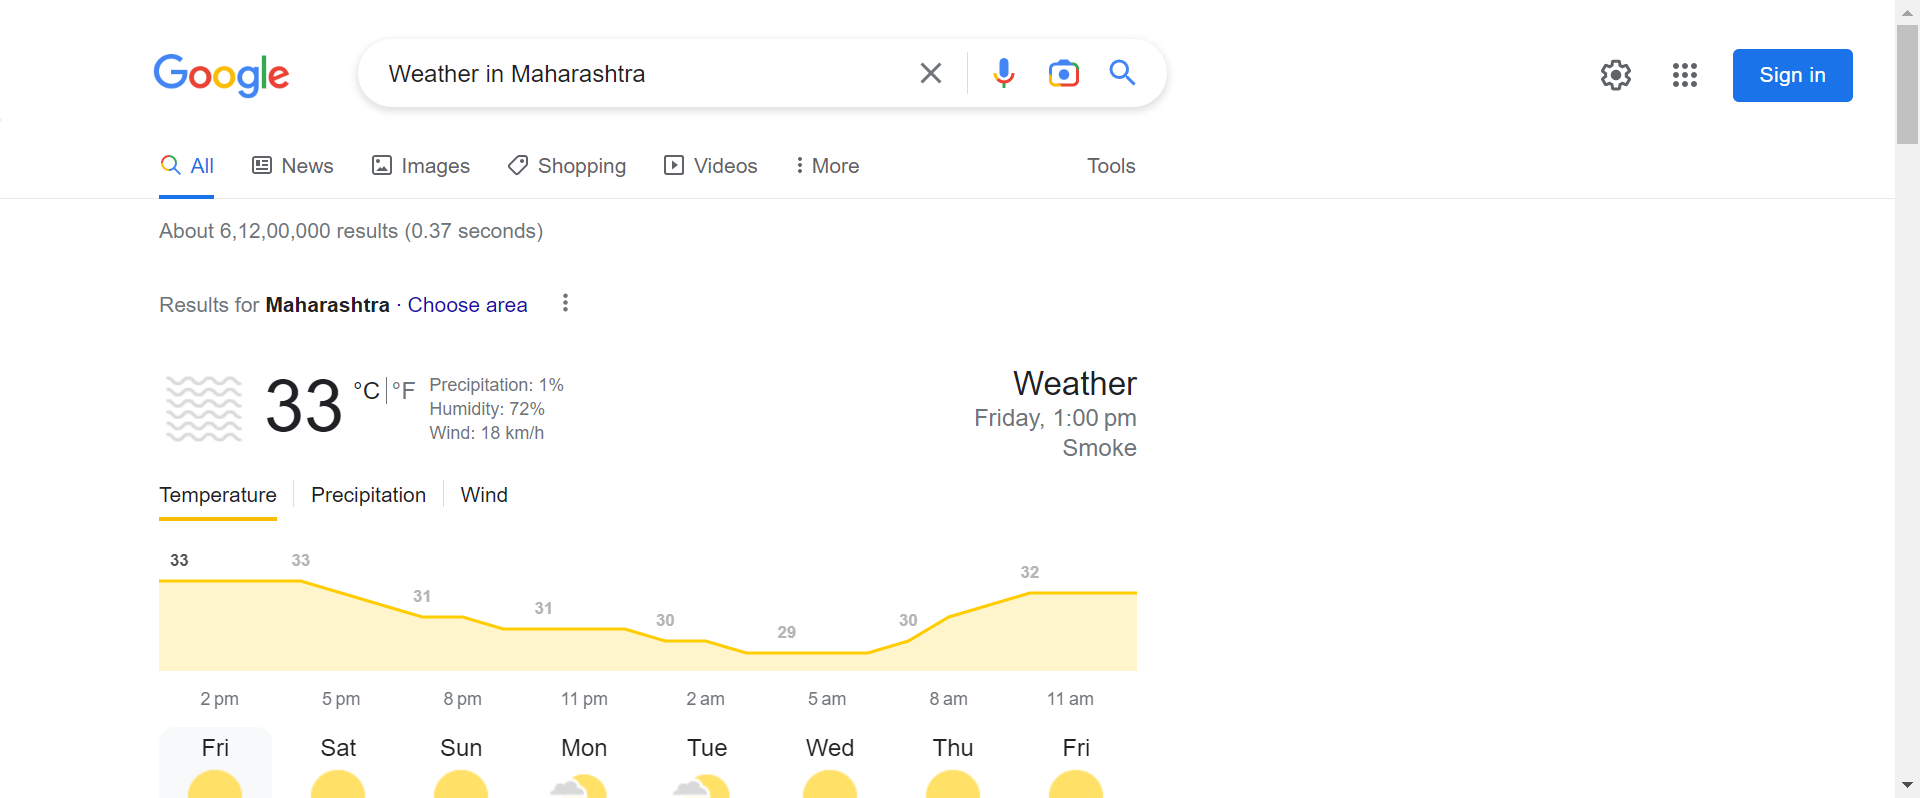 Google
Weather in Maharashtra
Sign in
All News Images Shopping Videos More Tools
About 6,12,00,000 results (0.37 seconds)
Results for Maharashtra · Choose area
33 °C °F
Precipitation: 1%
Humidity: 72%
Wind: 18 km/h
Weather
Friday, 1:00 pm
Smoke
Temperature Precipitation Wind
33 33 31 31 30 29 30 32
2 pm 5 pm 8 pm 11 pm 2 am 5 am 8 am 11 am
Fri Sat Sun Mon Tue Wed Thu Fri